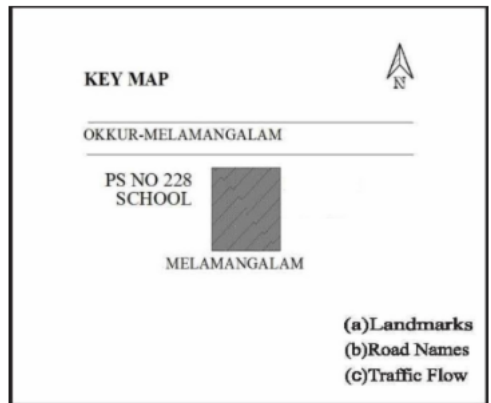 KEY MAP
N
OKKUR-MELAMANGALAM
PS NO 228
SCHOOL
MELAMANGALAM
(a)Landmarks
(b)Road Names
(c)Traffic Flow